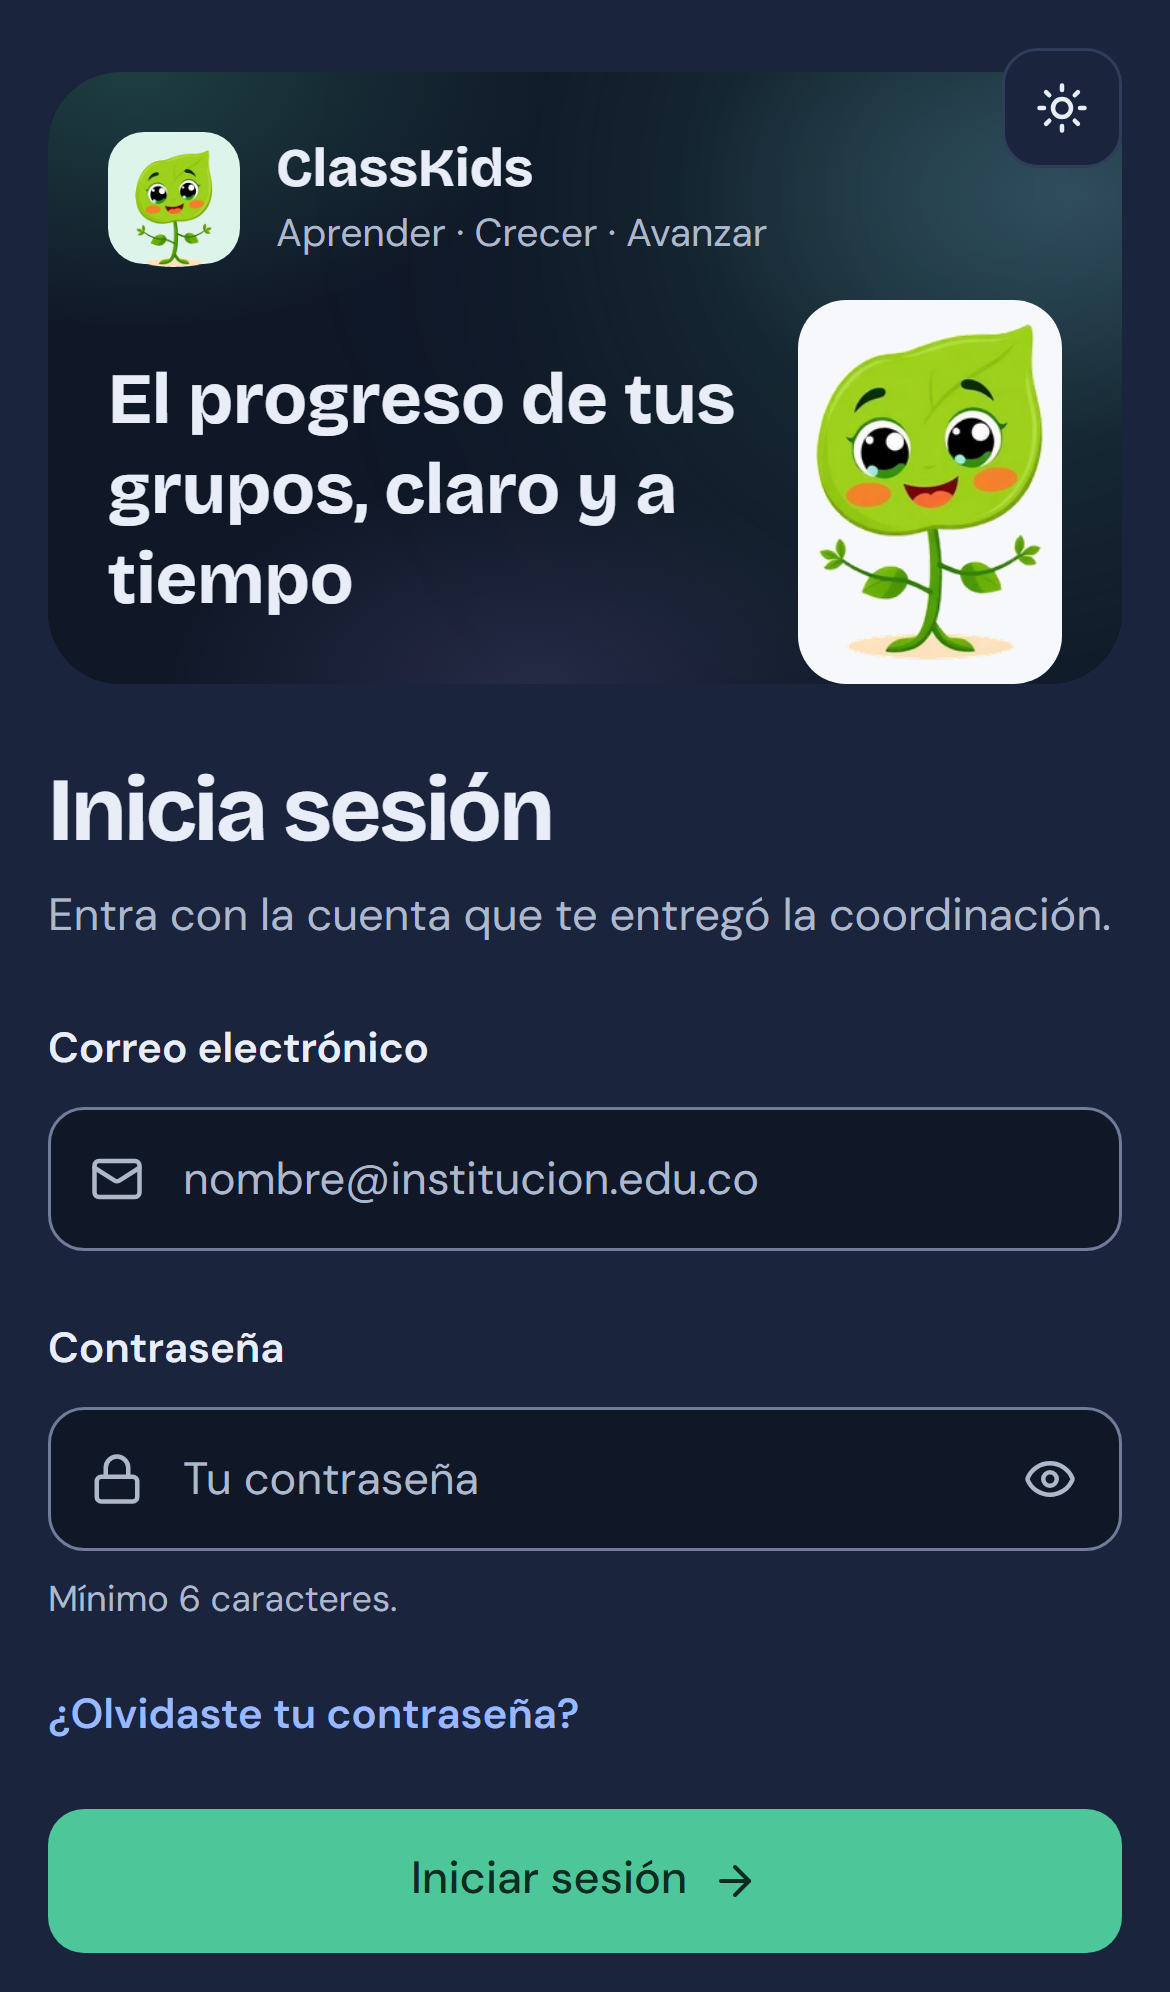 ClassKids
Aprender · Crecer · Avanzar
El progreso de tus
grupos, claro y a
tiempo
Inicia sesión
Entra con la cuenta que te entregó la coordinación.
Correo electrónico
nombre@institucion.edu.co
Contraseña
Tu contraseña
Mínimo 6 caracteres.
¿Olvidaste tu contraseña?
Iniciar sesión →